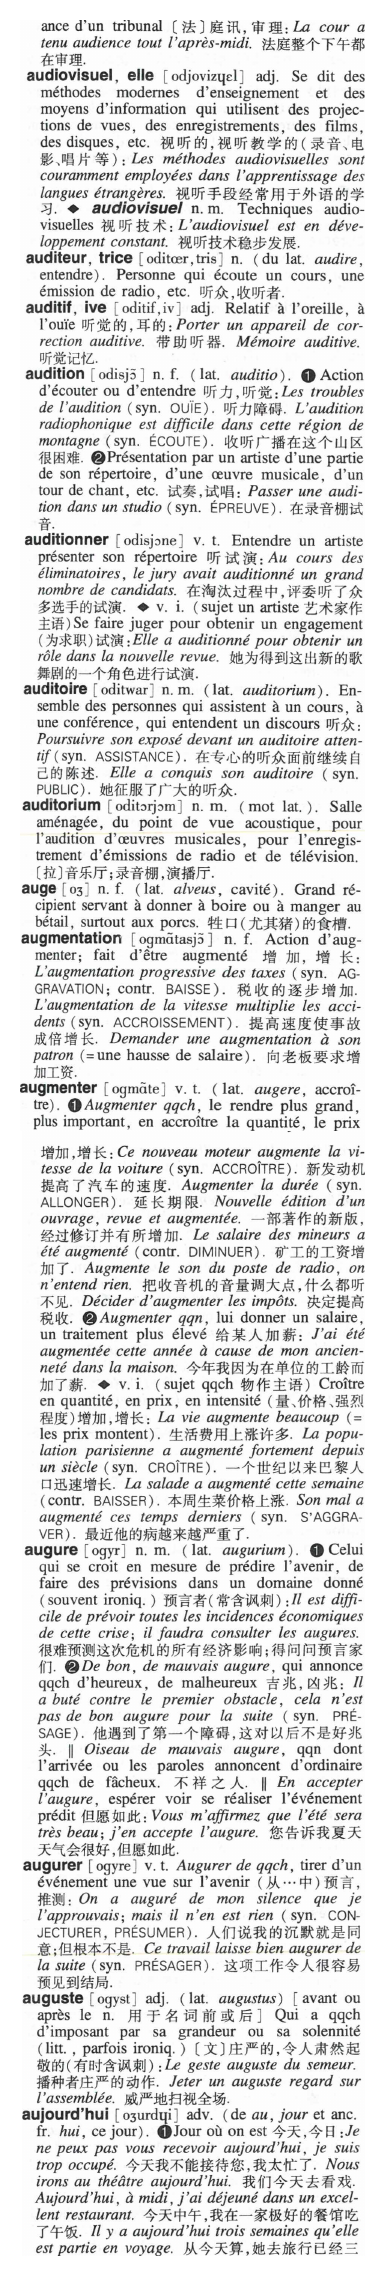 ance d'un tribunal〔法〕庭讯,审理:La cour a
tenu audience tout l'après-midi. 法庭整个下午都
在审理.
audiovisuel, elle [odjovizɥɛl] adj. Se dit des
méthodes modernes d'enseignement et des
moyens d'information qui utilisent des projec-
tions de vues, des enregistrements, des films,
des disques, etc. 视听的,视听教学的(录音、电
影、唱片等):Les méthodes audiovisuelles sont
couramment employées dans l'apprentissage des
langues étrangères. 视听手段经常用于外语的学
习. ◆ audiovisuel n. m. Techniques audio-
visuelles 视听技术:L'audiovisuel est en déve-
loppement constant. 视听技术稳步发展.
auditeur, trice [oditœr,tris] n. (du lat. audire,
entendre). Personne qui écoute un cours, une
émission de radio, etc. 听众,收听者.
auditif, ive [oditif,iv] adj. Relatif à l'oreille, à
l'ouïe 听觉的,耳的:Porter un appareil de cor-
rection auditive. 带助听器. Mémoire auditive.
听觉记忆.
audition [odisjɔ̃] n. f. (lat. auditio). ❶ Action
d'écouter ou d'entendre 听力,听觉:Les troubles
de l'audition (syn. OUÏE). 听力障碍. L'audition
radiophonique est difficile dans cette région de
montagne (syn. ÉCOUTE). 收听广播在这个山区
很困难. ❷Présentation par un artiste d'une partie
de son répertoire, d'une œuvre musicale, d'un
tour de chant, etc. 试奏,试唱: Passer une audi-
tion dans un studio (syn. ÉPREUVE). 在录音棚试
音.
auditionner [odisjɔne] v. t. Entendre un artiste
présenter son répertoire 听试演:Au cours des
éliminatoires, le jury avait auditionné un grand
nombre de candidats. 在淘汰过程中,评委听了众
多选手的试演. ◆ v. i. (sujet un artiste 艺术家作
主语)Se faire juger pour obtenir un engagement
(为求职)试演:Elle a auditionné pour obtenir un
rôle dans la nouvelle revue. 她为得到这出新的歌
舞剧的一个角色进行试演.
auditoire [oditwar] n. m. (lat. auditorium). En-
semble des personnes qui assistent à un cours, à
une conférence, qui entendent un discours 听众:
Poursuivre son exposé devant un auditoire atten-
tif(syn. ASSISTANCE). 在专心的听众面前继续自
己的陈述. Elle a conquis son auditoire (syn.
PUBLIC). 她征服了广大的听众.
auditorium [oditɔrjɔm] n. m. (mot lat.). Salle
aménagée, du point de vue acoustique, pour
l'audition d'œuvres musicales, pour l'enregis-
trement d'émissions de radio et de télévision.
〔拉〕音乐厅;录音棚,演播厅.
auge [oʒ] n. f. (lat. alveus, cavité). Grand ré-
cipient servant à donner à boire ou à manger au
bétail, surtout aux porcs. 牲口(尤其猪)的食槽.
augmentation [ogmɑ̃tasjɔ̃] n. f. Action d'aug-
menter; fait d'être augmenté 增加,增长:
L'augmentation progressive des taxes (syn. AG-
GRAVATION; contr. BAISSE). 税收的逐步增加.
L'augmentation de la vitesse multiplie les acci-
dents (syn. ACCROISSEMENT). 提高速度使事故
成倍增长. Demander une augmentation à son
patron (=une hausse de salaire). 向老板要求增
加工资.
augmenter [ogmɑ̃te] v. t. (lat. augere, accroî-
tre). ❶Augmenter qqch, le rendre plus grand,
plus important, en accroître la quantité, le prix
增加,增长:Ce nouveau moteur augmente la vi-
tesse de la voiture (syn. ACCROÎTRE). 新发动机
提高了汽车的速度. Augmenter la durée (syn.
ALLONGER). 延长期限. Nouvelle édition d'un
ouvrage, revue et augmentée. 一部著作的新版,
经过修订并有所增加. Le salaire des mineurs a
été augmenté (contr. DIMINUER). 矿工的工资增
加了. Augmente le son du poste de radio, on
n'entend rien. 把收音机的音量调大点,什么都听
不见. Décider d'augmenter les impôts. 决定提高
税收. ❷Augmenter qqn, lui donner un salaire,
un traitement plus élevé 给某人加薪: J'ai été
augmentée cette année à cause de mon ancien-
neté dans la maison. 今年我因为在单位的工龄而
加了薪. ◆ v. i. (sujet qqch 物作主语) Croître
en quantité, en prix, en intensité (量、价格、强烈
程度)增加,增长: La vie augmente beaucoup (=
les prix montent). 生活费用上涨许多. La popu-
lation parisienne a augmenté fortement depuis
un siècle (syn. CROÎTRE). 一个世纪以来巴黎人
口迅速增长. La salade a augmenté cette semaine
(contr. BAISSER). 本周生菜价格上涨. Son mal a
augmenté ces temps derniers (syn. S'AGGRA-
VER). 最近他的病越来越严重了.
augure [ogyr] n. m. (lat. augurium). ❶ Celui
qui se croit en mesure de prédire l'avenir, de
faire des prévisions dans un domaine donné
(souvent ironiq.) 预言者(常含讽刺):Il est diffi-
cile de prévoir toutes les incidences économiques
de cette crise; il faudra consulter les augures.
很难预测这次危机的所有经济影响;得问问预言家
们. ❷De bon, de mauvais augure, qui annonce
qqch d'heureux, de malheureux 吉兆,凶兆: Il
a buté contre le premier obstacle, cela n'est
pas de bon augure pour la suite (syn. PRÉ-
SAGE). 他遇到了第一个障碍,这对以后不是好兆
头. ‖ Oiseau de mauvais augure, qqn dont
l'arrivée ou les paroles annoncent d'ordinaire
qqch de fâcheux. 不祥之人. ‖ En accepter
l'augure, espérer voir se réaliser l'événement
prédit 但愿如此:Vous m'affirmez que l'été sera
très beau; j'en accepte l'augure. 您告诉我夏天
天气会很好,但愿如此.
augurer [ogyre] v. t. Augurer de qqch, tirer d'un
événement une vue sur l'avenir (从…中)预言,
推测: On a auguré de mon silence que je
l'approuvais; mais il n'en est rien (syn. CON-
JECTURER, PRÉSUMER). 人们说我的沉默就是同
意;但根本不是. Ce travail laisse bien augurer de
la suite (syn. PRÉSAGER). 这项工作令人很容易
预见到结局.
auguste [ogyst] adj. (lat. augustus) [avant ou
après le n. 用于名词前或后] Qui a qqch
d'imposant par sa grandeur ou sa solennité
(litt., parfois ironiq.)〔文〕庄严的,令人肃然起
敬的(有时含讽刺):Le geste auguste du semeur.
播种者庄严的动作. Jeter un auguste regard sur
l'assemblée. 威严地扫视全场.
aujourd'hui [oʒurdɥi] adv. (de au, jour et anc.
fr. hui, ce jour). ❶Jour où on est 今天,今日:Je
ne peux pas vous recevoir aujourd'hui, je suis
trop occupé. 今天我不能接待您,我太忙了. Nous
irons au théâtre aujourd'hui. 我们今天去看戏.
Aujourd'hui, à midi, j'ai déjeuné dans un excel-
lent restaurant. 今天中午,我在一家极好的餐馆吃
了午饭. Il y a aujourd'hui trois semaines qu'elle
est partie en voyage. 从今天算,她去旅行已经三